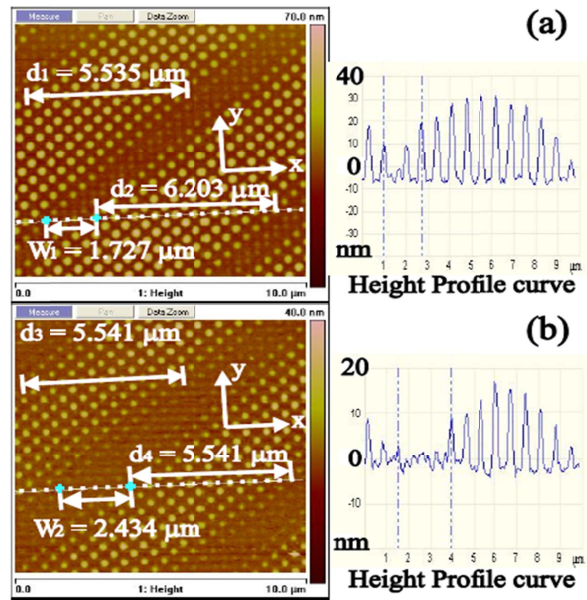 Measure Pan Data Zoom 70.0 nm
(a)
d1 = 5.535 μm
y
x
d2 = 6.203 μm
W1 = 1.727 μm
0.0 1: Height 10.0 μm
40
30
20
10
0
-10
-20
-30
nm
1 2 3 4 5 6 7 8 9 μm
Height Profile curve
Measure Pan Data Zoom 40.0 nm
(b)
d3 = 5.541 μm
y
x
d4 = 5.541 μm
W2 = 2.434 μm
0.0 1: Height 10.0 μm
20
10
0
-10
nm
1 2 3 4 5 6 7 8 9 μm
Height Profile curve